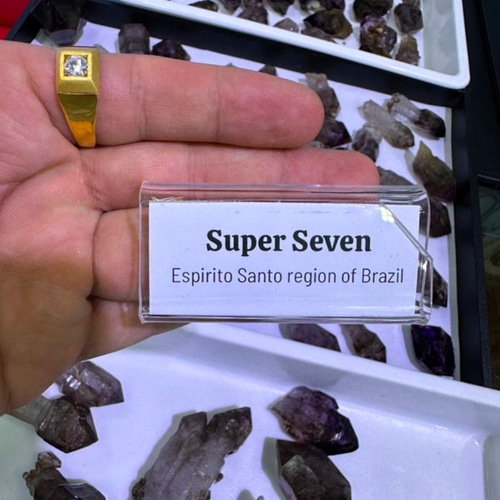 Super Seven
Espirito Santo region of Brazil